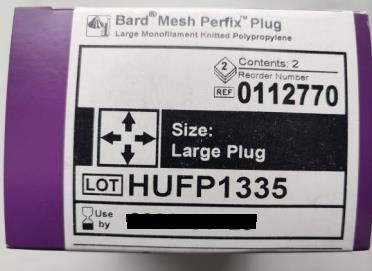 Bard® Mesh Perfix™ Plug
Large Monofilament Knitted Polypropylene
2 Contents: 2
Reorder Number
REF 0112770
Size:
Large Plug
LOT HUFP1335
Use
by